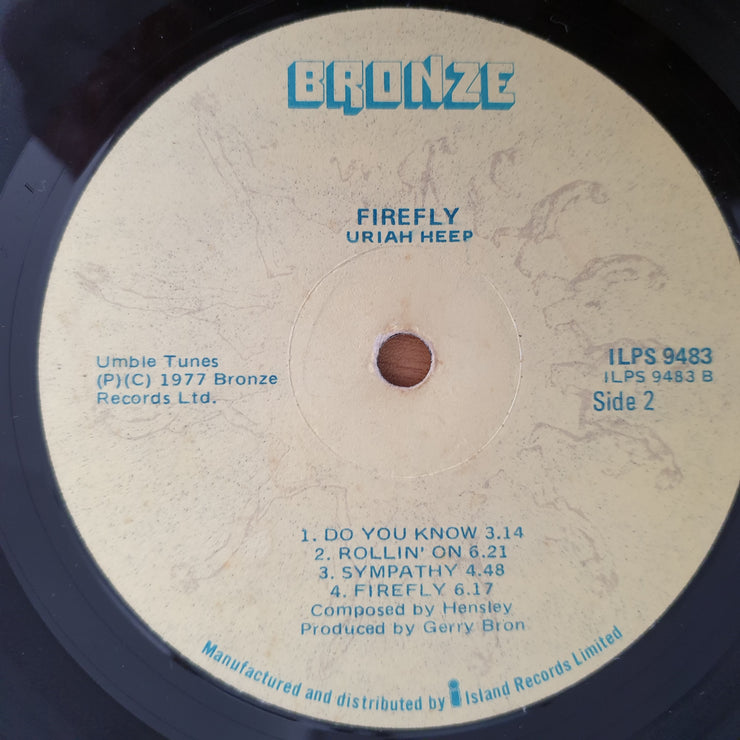 BRONZE
FIREFLY
URIAH HEEP
Umble Tunes
(P)(C) 1977 Bronze
Records Ltd.
ILPS 9483
ILPS 9483 B
Side 2
1. DO YOU KNOW 3.14
2. ROLLIN' ON 6.21
3. SYMPATHY 4.48
4. FIREFLY 6.17
Composed by Hensley
Produced by Gerry Bron
Manufactured and distributed by Island Records Limited